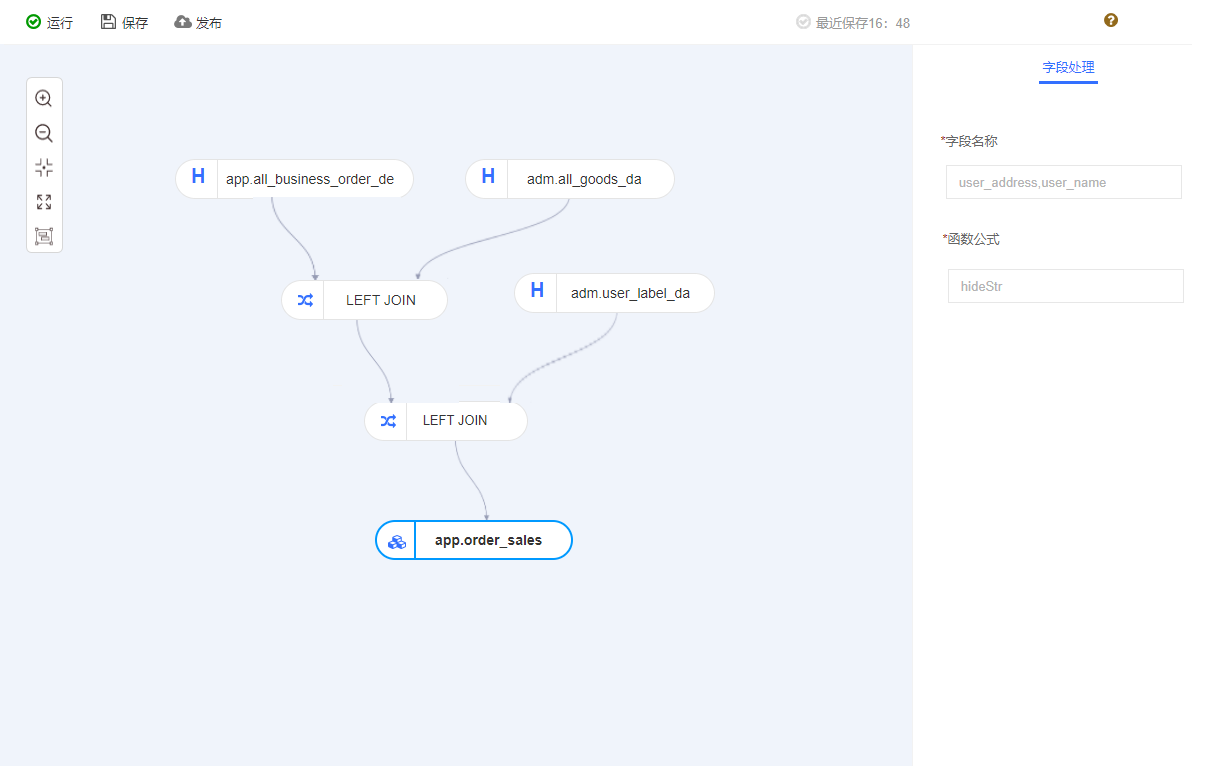 运行 保存 发布 最近保存16：48
字段处理
*字段名称
user_address,user_name
*函数公式
hideStr
H app.all_business_order_de
H adm.all_goods_da
LEFT JOIN
H adm.user_label_da
LEFT JOIN
app.order_sales